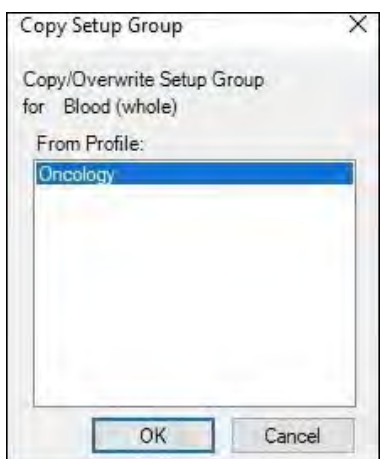 Copy Setup Group
Copy/Overwrite Setup Group
for Blood (whole)
From Profile:
Oncology
OK Cancel